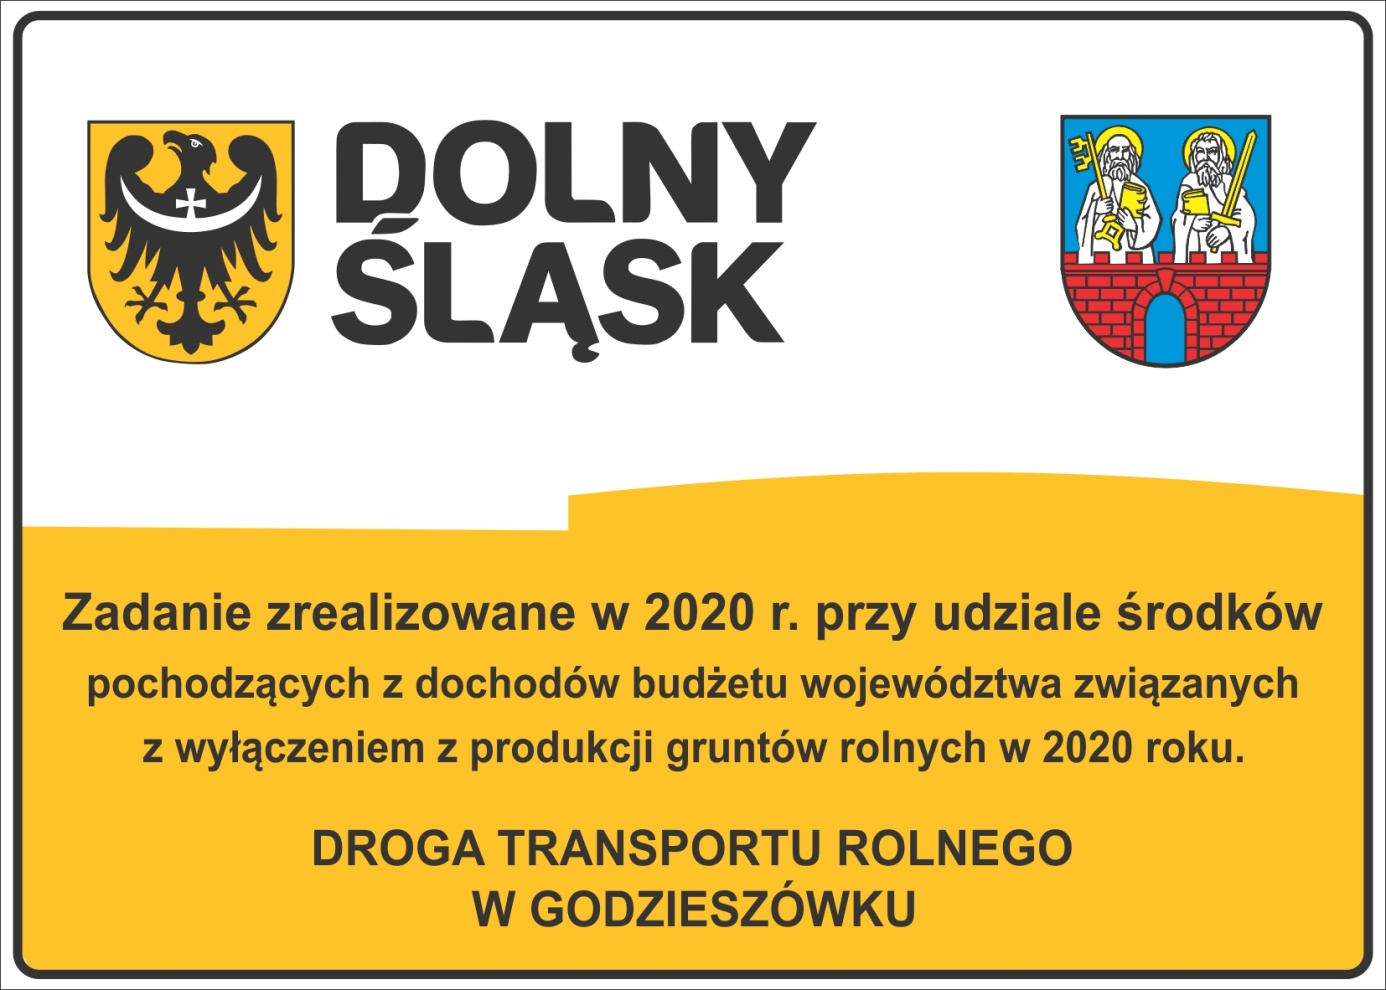 DOLNY
ŚLĄSK
Zadanie zrealizowane w 2020 r. przy udziale środków
pochodzących z dochodów budżetu województwa związanych
z wyłączeniem z produkcji gruntów rolnych w 2020 roku.
DROGA TRANSPORTU ROLNEGO
W GODZIESZÓWKU